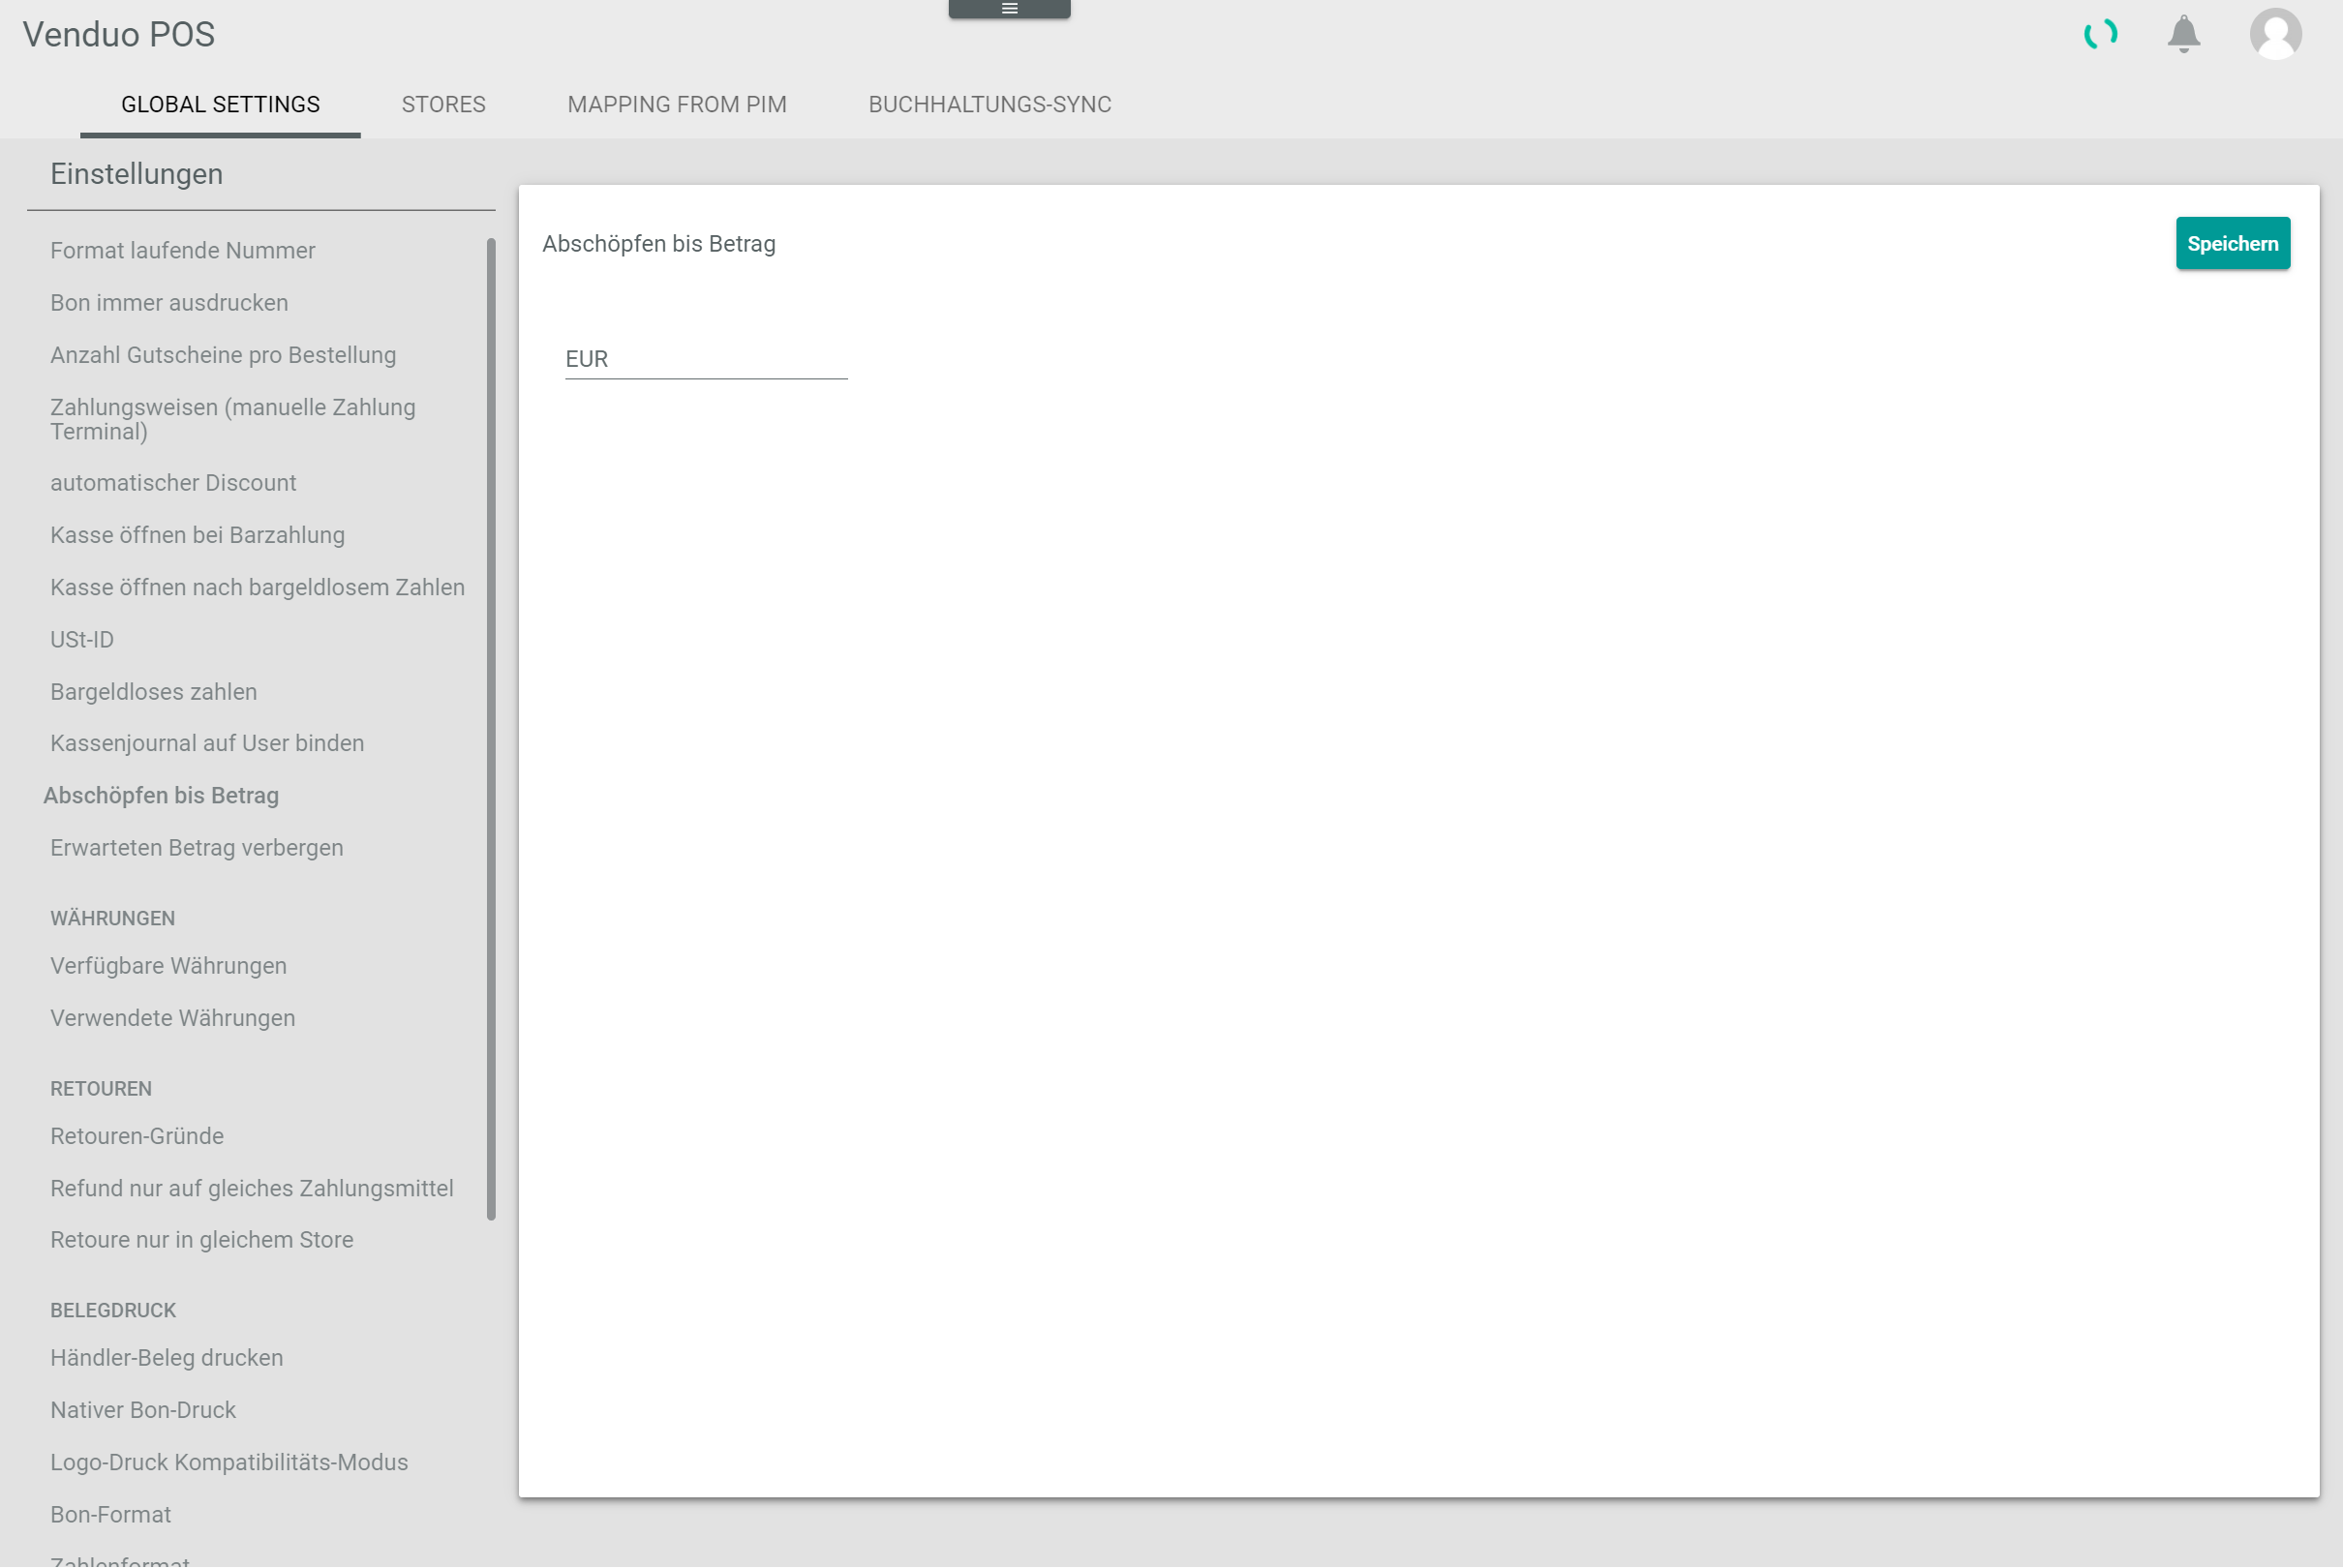 Venduo POS
GLOBAL SETTINGS
STORES
MAPPING FROM PIM
BUCHHALTUNGS-SYNC
Einstellungen
Format laufende Nummer
Bon immer ausdrucken
Anzahl Gutscheine pro Bestellung
Zahlungsweisen (manuelle Zahlung
Terminal)
automatischer Discount
Kasse öffnen bei Barzahlung
Kasse öffnen nach bargeldlosem Zahlen
USt-ID
Bargeldloses zahlen
Kassenjournal auf User binden
Abschöpfen bis Betrag
Erwarteten Betrag verbergen
WÄHRUNGEN
Verfügbare Währungen
Verwendete Währungen
RETOUREN
Retouren-Gründe
Refund nur auf gleiches Zahlungsmittel
Retoure nur in gleichem Store
BELEGDRUCK
Händler-Beleg drucken
Nativer Bon-Druck
Logo-Druck Kompatibilitäts-Modus
Bon-Format
Zahlenformat
Abschöpfen bis Betrag
Speichern
EUR